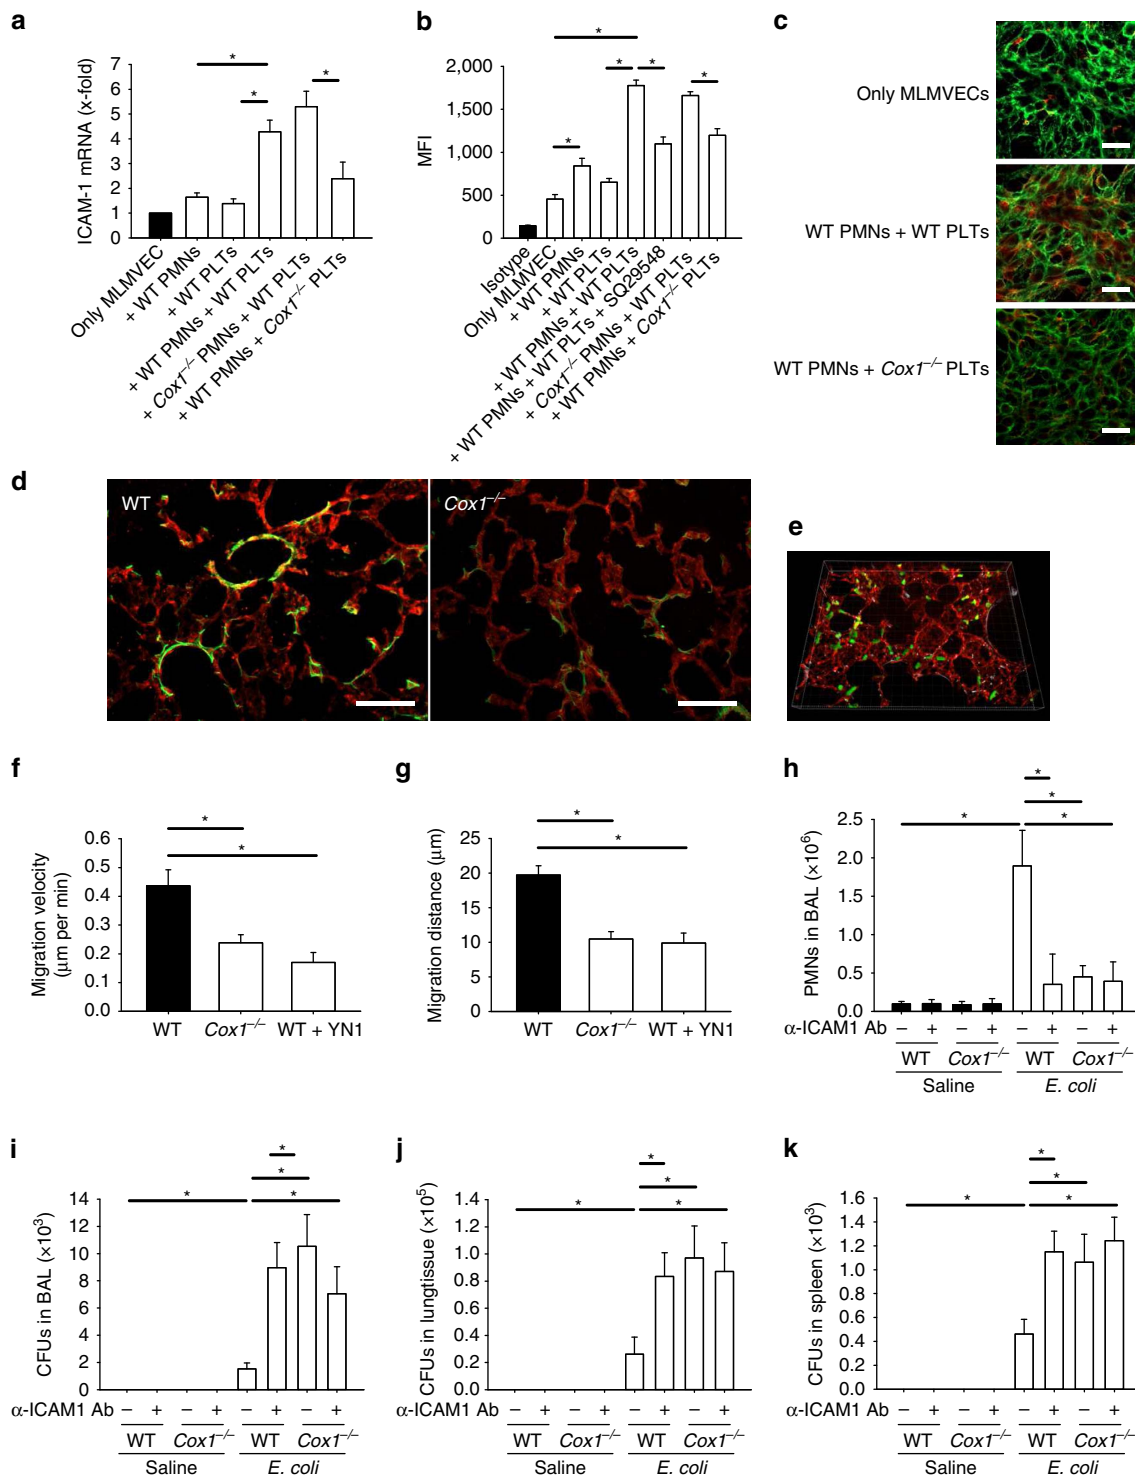 a
ICAM-1 mRNA (x-fold)
7
6
5
4
3
2
1
0
*
*
*
Only MLMVEC
+ WT PMNs
+ WT PLTs
+ WT PMNs + WT PLTs
+ Cox1⁻/⁻ PMNs + WT PLTs
+ WT PMNs + Cox1⁻/⁻ PLTs
b
MFI
2,000
1,500
1,000
500
0
*
*
*
*
*
Isotype
Only MLMVEC
+ WT PMNs
+ WT PLTs
+ WT PMNs + WT PLTs
+ WT PMNs + WT PLTs + SQ29548
+ Cox1⁻/⁻ PMNs + WT PLTs
+ WT PMNs + Cox1⁻/⁻ PLTs
c
Only MLMVECs
WT PMNs + WT PLTs
WT PMNs + Cox1⁻/⁻ PLTs
d
WT
Cox1⁻/⁻
e
f
Migration velocity
(µm per min)
0.6
0.5
0.4
0.3
0.2
0.1
0.0
*
*
WT
Cox1⁻/⁻
WT + YN1
g
Migration distance (µm)
25
20
15
10
5
0
*
*
WT
Cox1⁻/⁻
WT + YN1
h
PMNs in BAL (×10⁶)
2.5
2.0
1.5
1.0
0.5
0.0
*
*
*
*
α-ICAM1 Ab − + − + − + − +
WT Cox1⁻/⁻ WT Cox1⁻/⁻
Saline E. coli
i
CFUs in BAL (×10³)
14
12
10
8
6
4
2
0
*
*
*
*
α-ICAM1 Ab − + − + − + − +
WT Cox1⁻/⁻ WT Cox1⁻/⁻
Saline E. coli
j
CFUs in lungtissue (×10⁵)
1.4
1.2
1.0
0.8
0.6
0.4
0.2
0.0
*
*
*
*
− + − + − + − +
WT Cox1⁻/⁻ WT Cox1⁻/⁻
Saline E. coli
k
CFUs in spleen (×10³)
1.6
1.4
1.2
1.0
0.8
0.6
0.4
0.2
0.0
*
*
*
*
α-ICAM1 Ab − + − + − + − +
WT Cox1⁻/⁻ WT Cox1⁻/⁻
Saline E. coli